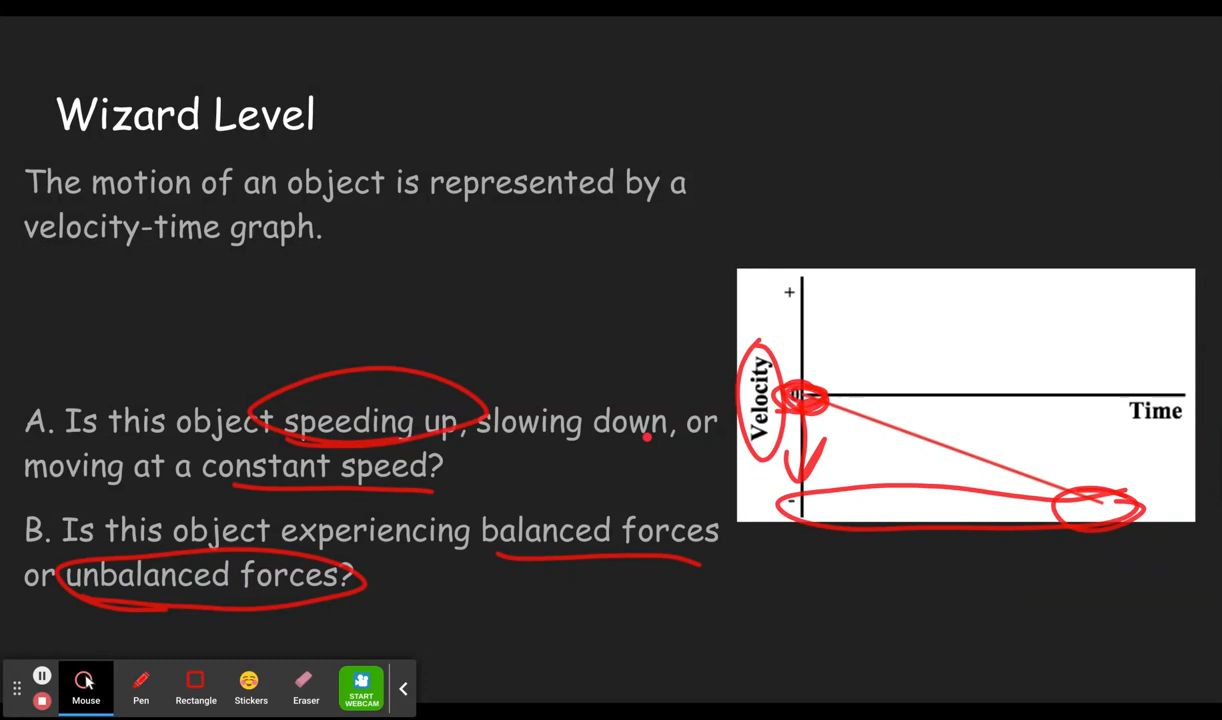 Wizard Level
The motion of an object is represented by a
velocity-time graph.
+
Velocity
Time
-
A. Is this object speeding up, slowing down, or
moving at a constant speed?
B. Is this object experiencing balanced forces
or unbalanced forces?
Mouse
Pen
Rectangle
Stickers
Eraser
START
WEBCAM